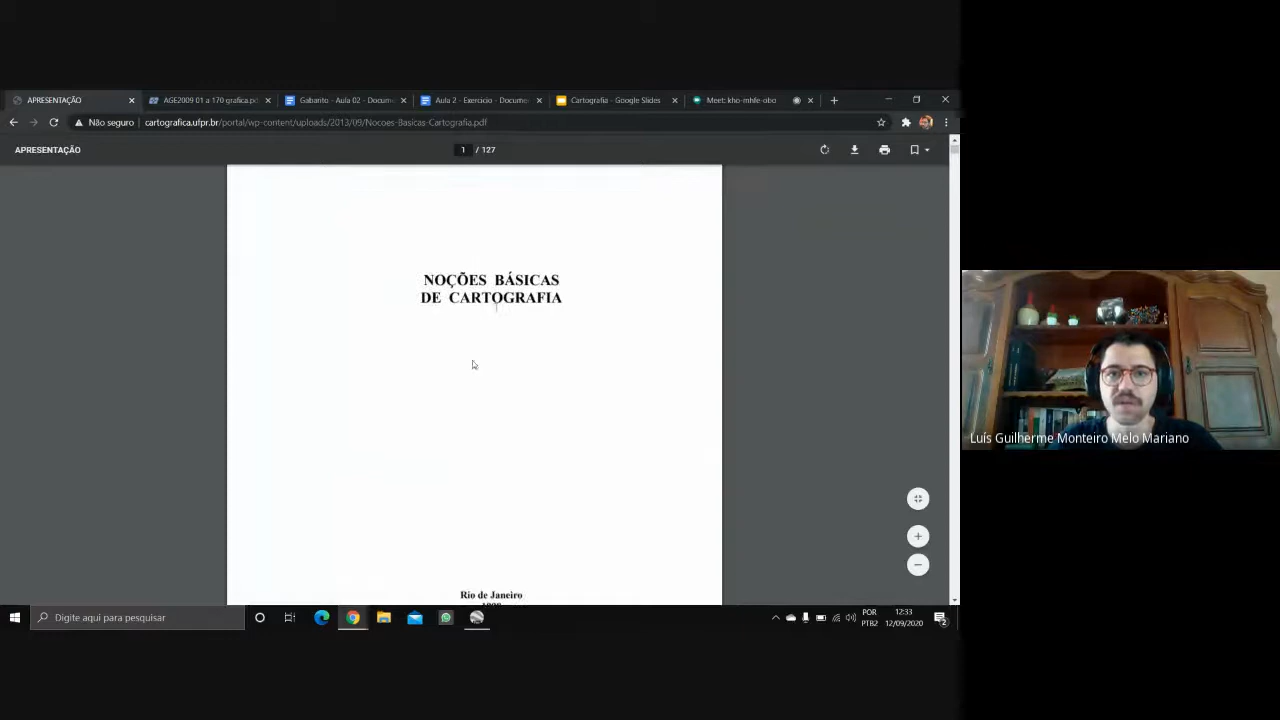 APRESENTAÇÃO
AGE2009 01 a 170 grafica.pd
Gabarito - Aula 02 - Docum
Aula 2 - Exercício - Docume
Cartografia - Google Slides
Meet: kho-mhfe-obo
Não seguro
cartografica.ufpr.br/portal/wp-content/uploads/2013/09/Nocoes-Basicas-Cartografia.pdf
APRESENTAÇÃO
1 / 127
NOÇÕES BÁSICAS
DE CARTOGRAFIA
Rio de Janeiro
Luís Guilherme Monteiro Melo Mariano
Digite aqui para pesquisar
POR
PTB2
12:33
12/09/2020
2